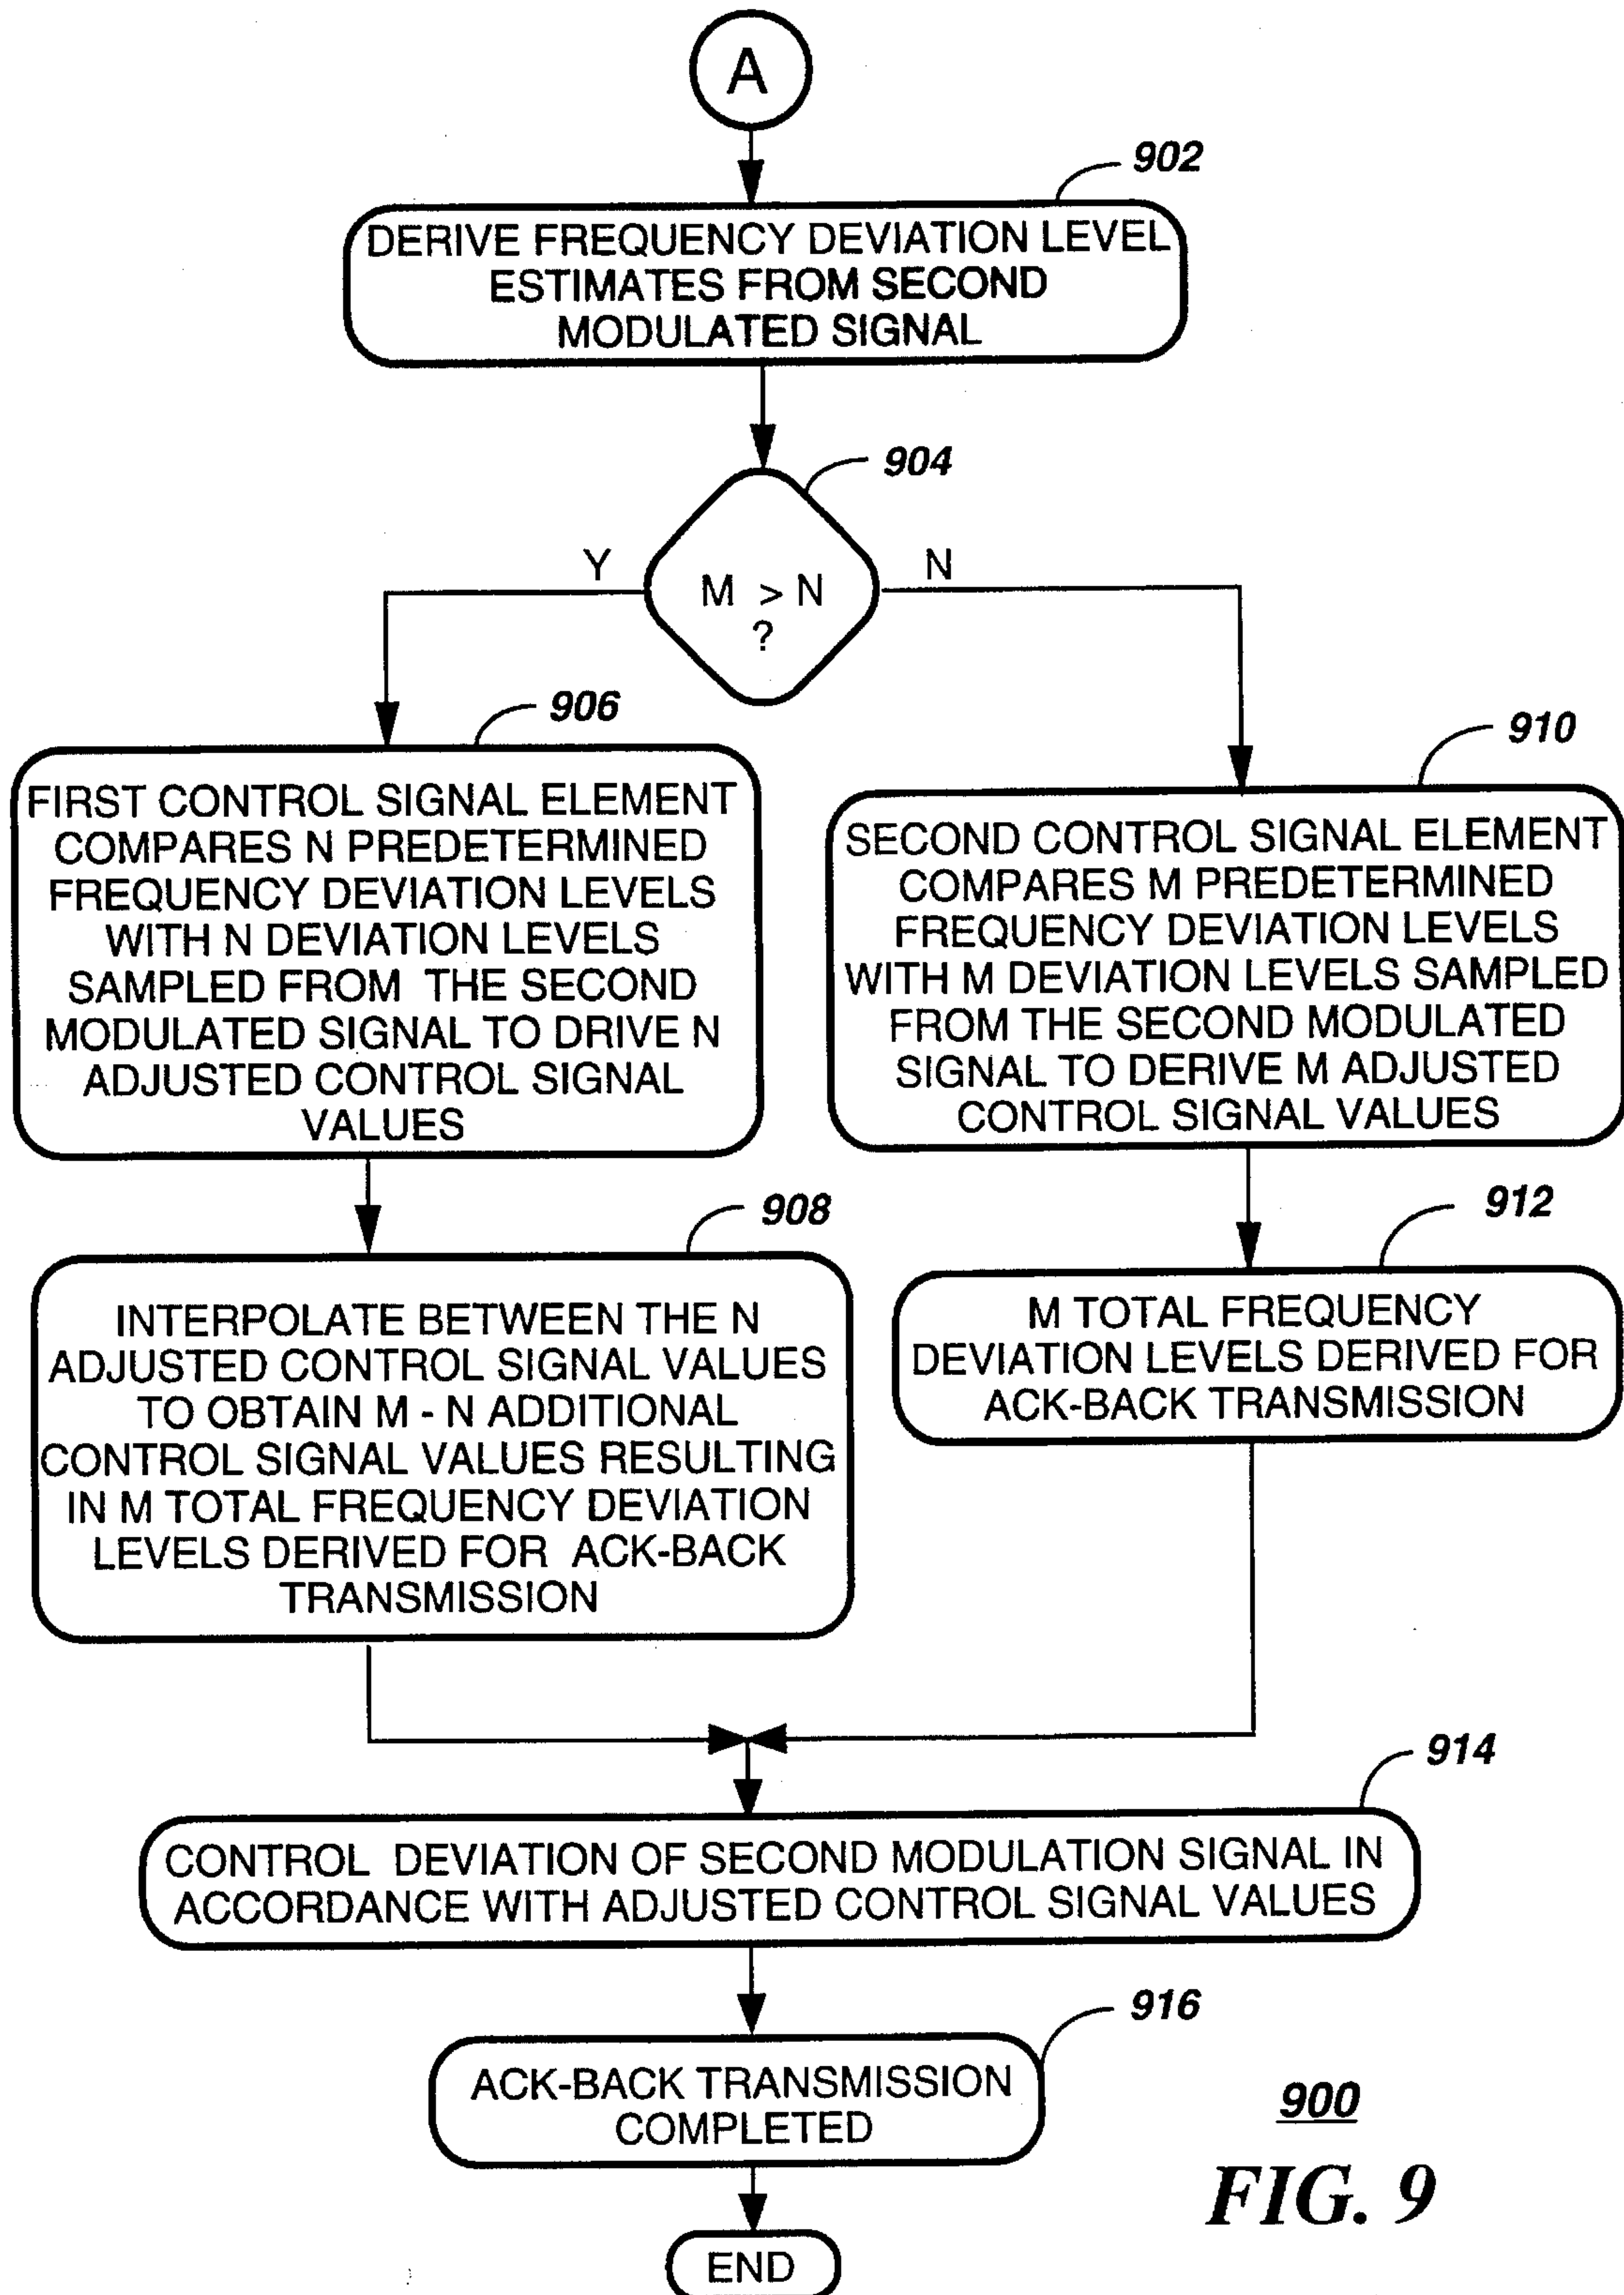 A
902
DERIVE FREQUENCY DEVIATION LEVEL
ESTIMATES FROM SECOND
MODULATED SIGNAL
904
Y
N
M > N
?
906
FIRST CONTROL SIGNAL ELEMENT
COMPARES N PREDETERMINED
FREQUENCY DEVIATION LEVELS
WITH N DEVIATION LEVELS
SAMPLED FROM THE SECOND
MODULATED SIGNAL TO DRIVE N
ADJUSTED CONTROL SIGNAL
VALUES
910
SECOND CONTROL SIGNAL ELEMENT
COMPARES M PREDETERMINED
FREQUENCY DEVIATION LEVELS
WITH M DEVIATION LEVELS SAMPLED
FROM THE SECOND MODULATED
SIGNAL TO DERIVE M ADJUSTED
CONTROL SIGNAL VALUES
908
INTERPOLATE BETWEEN THE N
ADJUSTED CONTROL SIGNAL VALUES
TO OBTAIN M - N ADDITIONAL
CONTROL SIGNAL VALUES RESULTING
IN M TOTAL FREQUENCY DEVIATION
LEVELS DERIVED FOR ACK-BACK
TRANSMISSION
912
M TOTAL FREQUENCY
DEVIATION LEVELS DERIVED FOR
ACK-BACK TRANSMISSION
914
CONTROL DEVIATION OF SECOND MODULATION SIGNAL IN
ACCORDANCE WITH ADJUSTED CONTROL SIGNAL VALUES
916
ACK-BACK TRANSMISSION
COMPLETED
END
900
FIG. 9